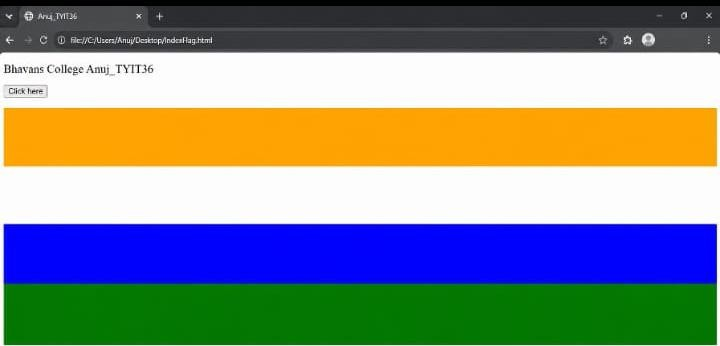 Anuj_TYIT36
file:///C:/Users/Anuj/Desktop/IndexFlag.html
Bhavans College Anuj_TYIT36
Click here